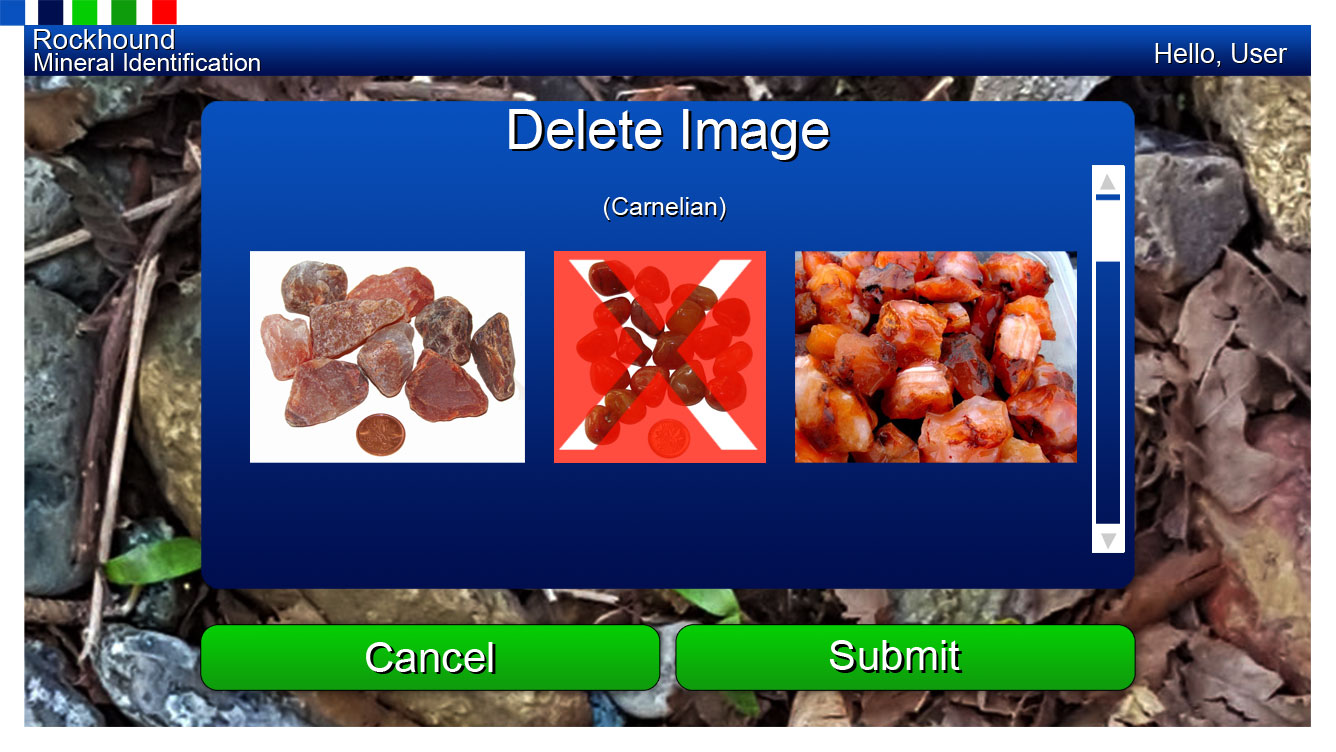 Rockhound
Mineral Identification
Hello, User
Delete Image
(Carnelian)
Cancel
Submit